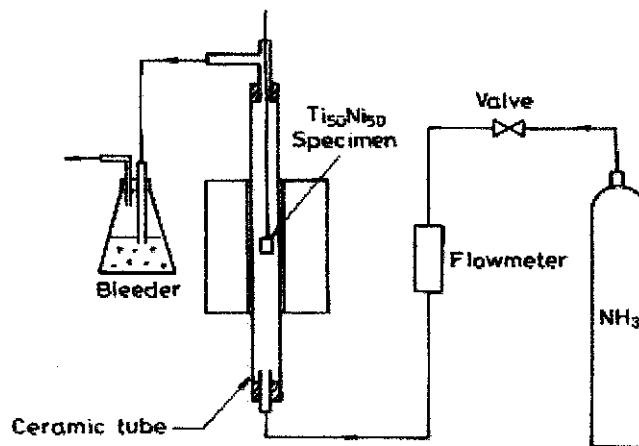 Valve
Ti50Ni50
Specimen
Flowmeter
Bleeder
NH3
Ceramic tube